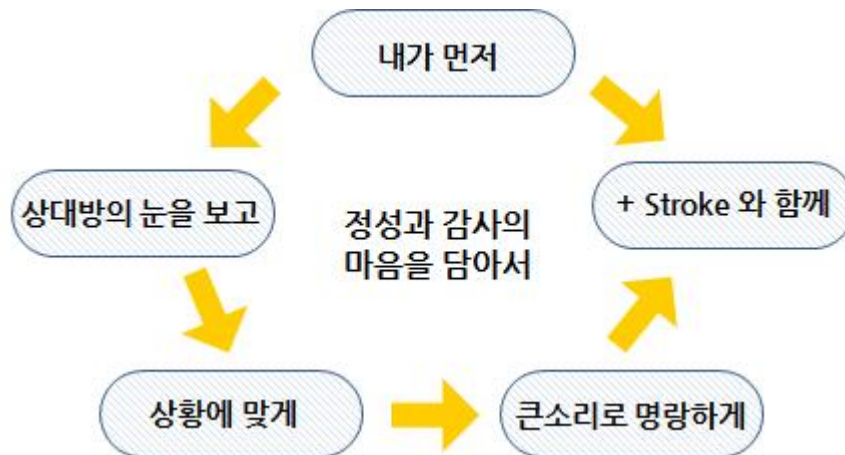 내가 먼저
상대방의 눈을 보고
+ Stroke 와 함께
정성과 감사의
마음을 담아서
상황에 맞게
큰소리로 명랑하게